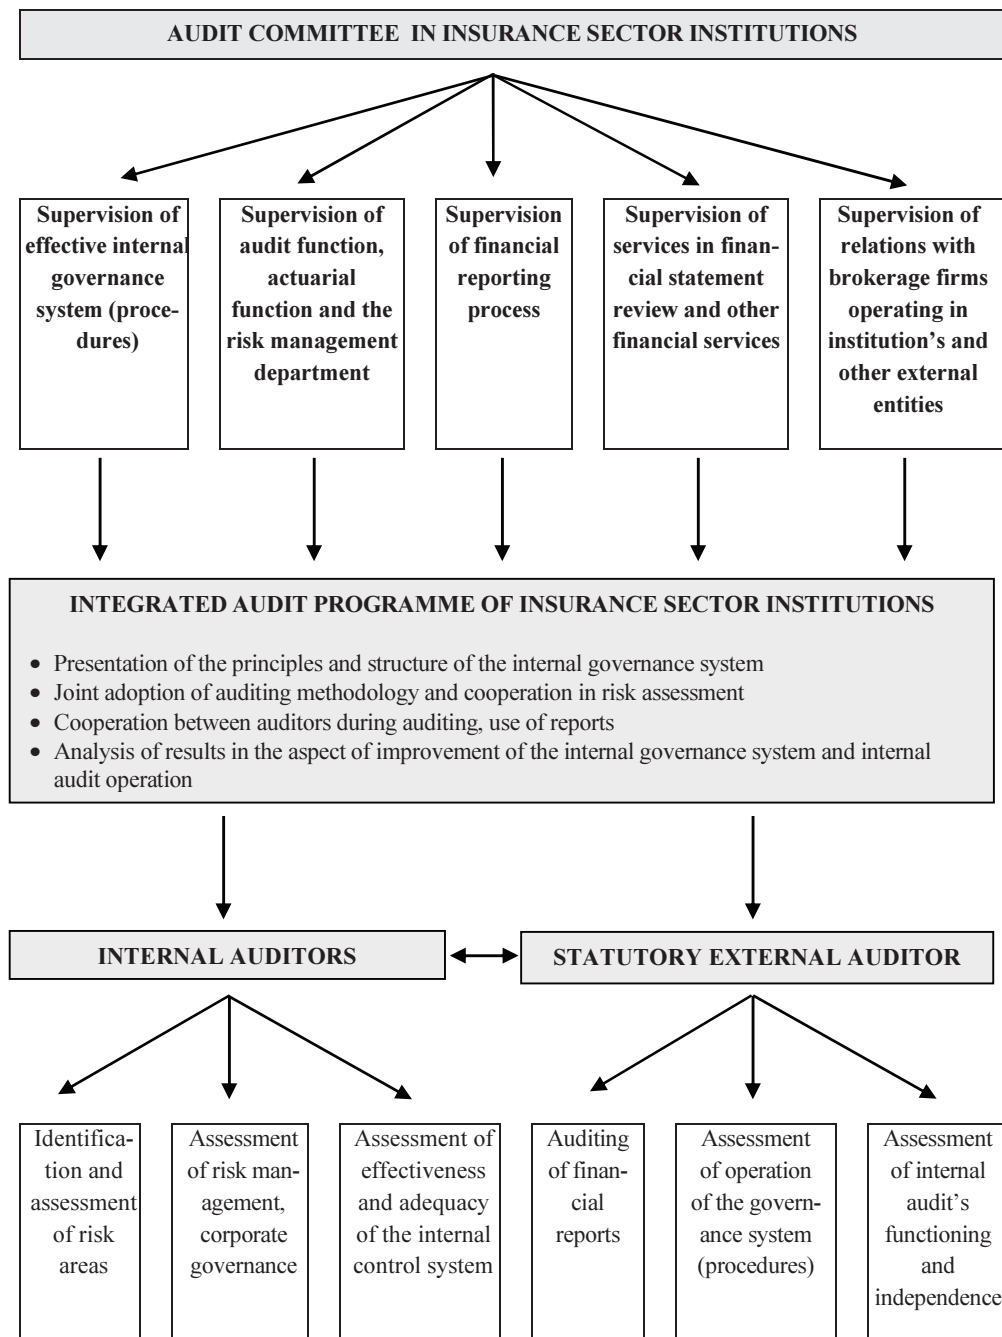 AUDIT COMMITTEE IN INSURANCE SECTOR INSTITUTIONS
Supervision of
effective internal
governance
system (proce-
dures)
Supervision of
audit function,
actuarial
function and the
risk management
department
Supervision
of financial
reporting
process
Supervision of
services in finan-
cial statement
review and other
financial services
Supervision of
relations with
brokerage firms
operating in
institution's and
other external
entities
INTEGRATED AUDIT PROGRAMME OF INSURANCE SECTOR INSTITUTIONS
• Presentation of the principles and structure of the internal governance system
• Joint adoption of auditing methodology and cooperation in risk assessment
• Cooperation between auditors during auditing, use of reports
• Analysis of results in the aspect of improvement of the internal governance system and internal
audit operation
INTERNAL AUDITORS
STATUTORY EXTERNAL AUDITOR
Identifica-
tion and
assessment
of risk
areas
Assessment
of risk man-
agement,
corporate
governance
Assessment of
effectiveness
and adequacy
of the internal
control system
Auditing
of finan-
cial
reports
Assessment
of operation
of the govern-
ance system
(procedures)
Assessment
of internal
audit's
functioning
and
independence